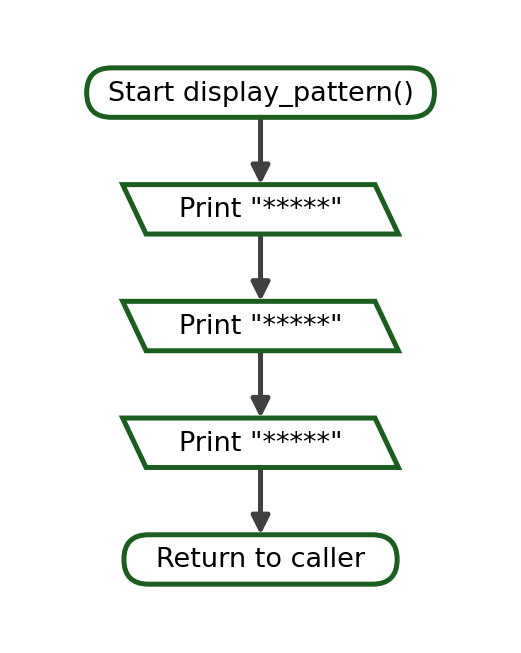 Start display_pattern()
Print "*****"
Print "*****"
Print "*****"
Return to caller